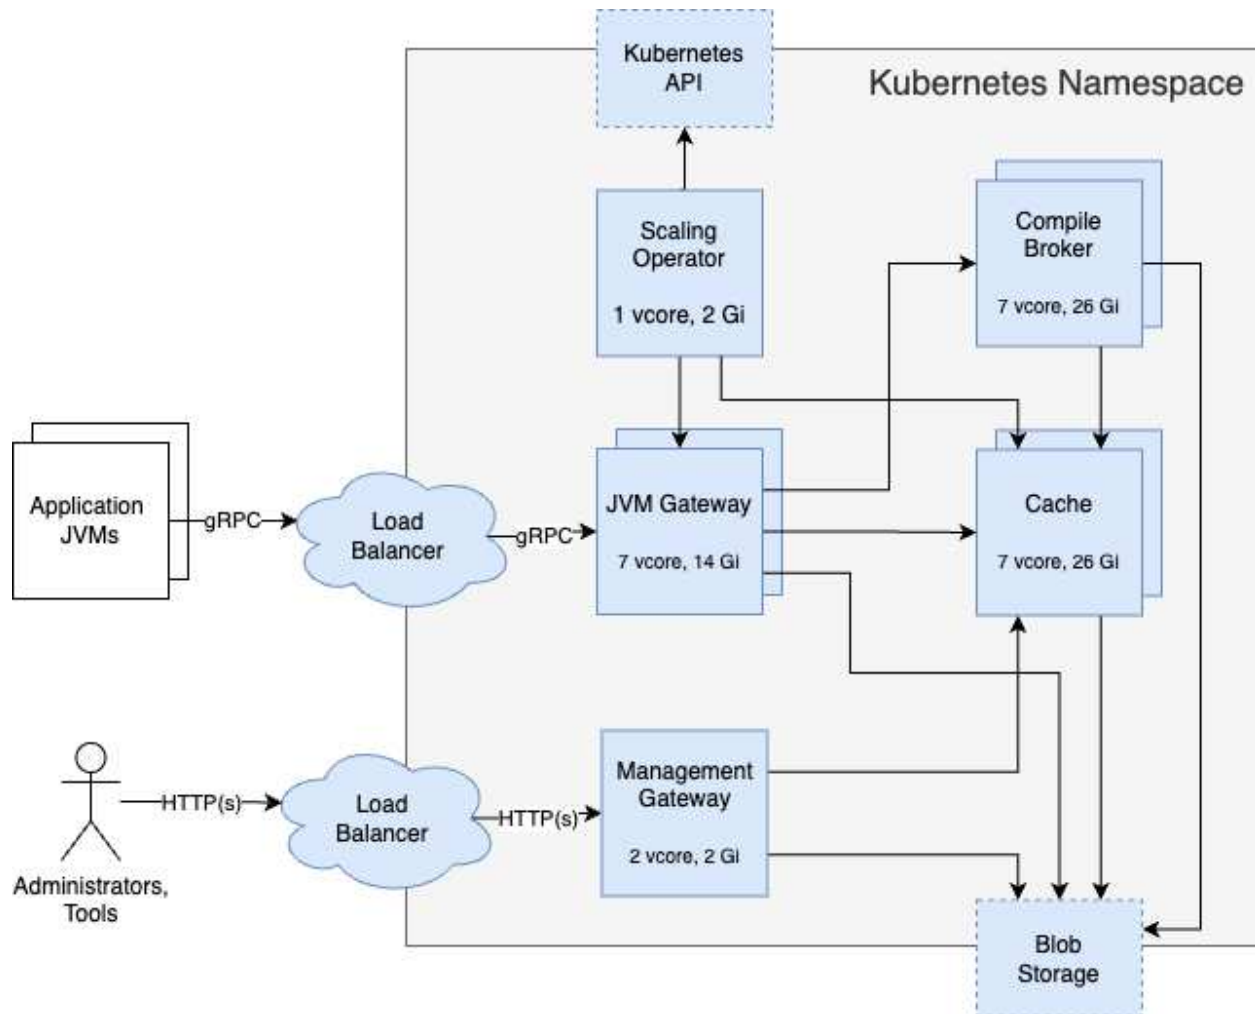 Kubernetes
API
Kubernetes Namespace
Scaling
Operator
1 vcore, 2 Gi
Compile
Broker
7 vcore, 26 Gi
Application
JVMs
gRPC
Load
Balancer
gRPC
JVM Gateway
7 vcore, 14 Gi
Cache
7 vcore, 26 Gi
Administrators,
Tools
HTTP(s)
Load
Balancer
HTTP(s)
Management
Gateway
2 vcore, 2 Gi
Blob
Storage